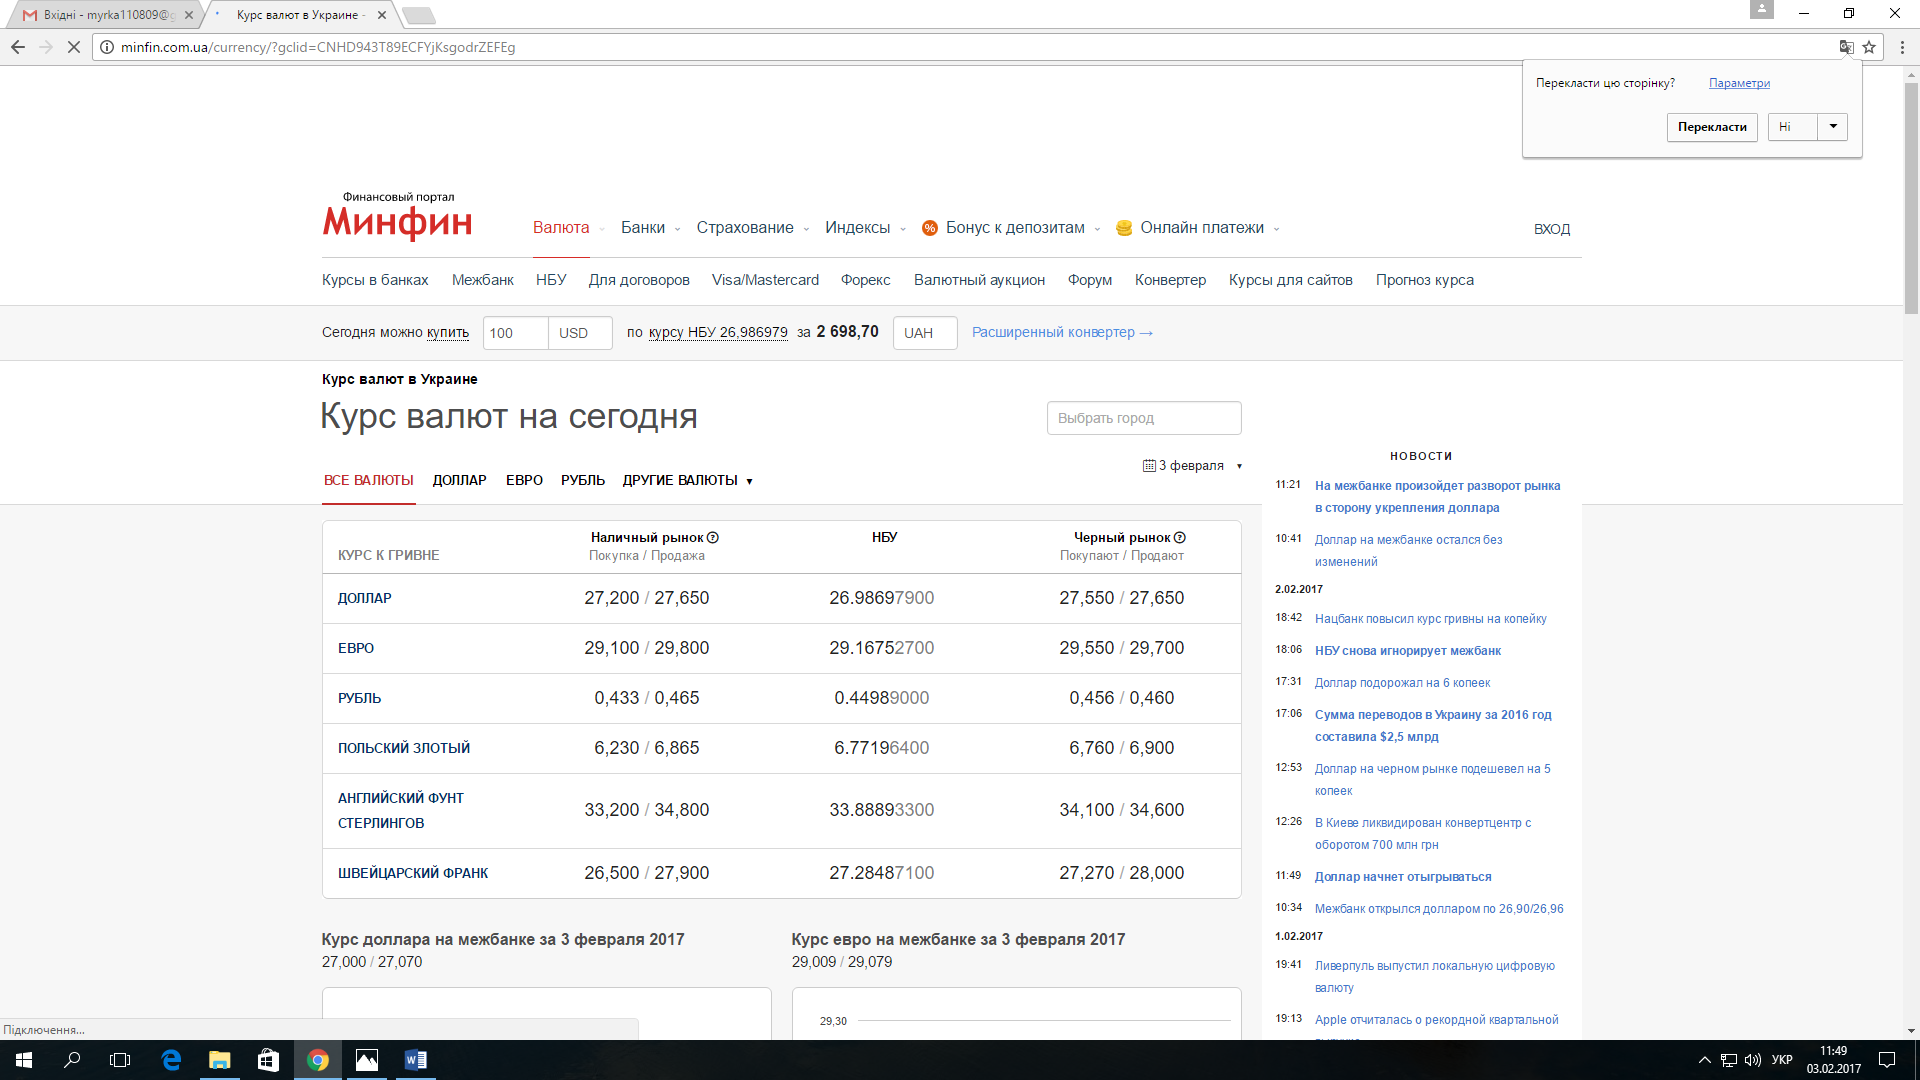 Вхідні - myrka110809@g
Курс валют в Украине -
minfin.com.ua/currency/?gclid=CNHD943T89ECFYjKsgodrZEFEg
Перекласти цю сторінку? Параметри
Перекласти Ні
Финансовый портал
Минфин
Валюта Банки Страхование Индексы % Бонус к депозитам Онлайн платежи ВХОД
Курсы в банках Межбанк НБУ Для договоров Visa/Mastercard Форекс Валютный аукцион Форум Конвертер Курсы для сайтов Прогноз курса
Сегодня можно купить 100 USD по курсу НБУ 26,986979 за 2 698,70 UAH Расширенный конвертер →
Курс валют в Украине
Курс валют на сегодня
Выбрать город
3 февраля
ВСЕ ВАЛЮТЫ ДОЛЛАР ЕВРО РУБЛЬ ДРУГИЕ ВАЛЮТЫ
Наличный рынок НБУ Черный рынок
КУРС К ГРИВНЕ Покупка / Продажа Покупают / Продают
ДОЛЛАР 27,200 / 27,650 26.98697900 27,550 / 27,650
ЕВРО 29,100 / 29,800 29.16752700 29,550 / 29,700
РУБЛЬ 0,433 / 0,465 0.44989000 0,456 / 0,460
ПОЛЬСКИЙ ЗЛОТЫЙ 6,230 / 6,865 6.77196400 6,760 / 6,900
АНГЛИЙСКИЙ ФУНТ
СТЕРЛИНГОВ 33,200 / 34,800 33.88893300 34,100 / 34,600
ШВЕЙЦАРСКИЙ ФРАНК 26,500 / 27,900 27.28487100 27,270 / 28,000
Курс доллара на межбанке за 3 февраля 2017
27,000 / 27,070
Курс евро на межбанке за 3 февраля 2017
29,009 / 29,079
29,30
НОВОСТИ
11:21 На межбанке произойдет разворот рынка
в сторону укрепления доллара
10:41 Доллар на межбанке остался без
изменений
2.02.2017
18:42 Нацбанк повысил курс гривны на копейку
18:06 НБУ снова игнорирует межбанк
17:31 Доллар подорожал на 6 копеек
17:06 Сумма переводов в Украину за 2016 год
составила $2,5 млрд
12:53 Доллар на черном рынке подешевел на 5
копеек
12:26 В Киеве ликвидирован конвертцентр с
оборотом 700 млн грн
11:49 Доллар начнет отыгрываться
10:34 Межбанк открылся долларом по 26,90/26,96
1.02.2017
19:41 Ливерпуль выпустил локальную цифровую
валюту
19:13 Apple отчиталась о рекордной квартальной
Підключення...
УКР
11:49
03.02.2017